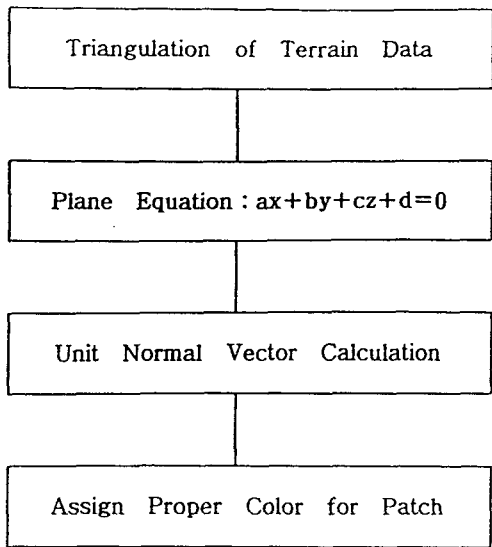 Triangulation of Terrain Data
Plane Equation : ax+by+cz+d=0
Unit Normal Vector Calculation
Assign Proper Color for Patch